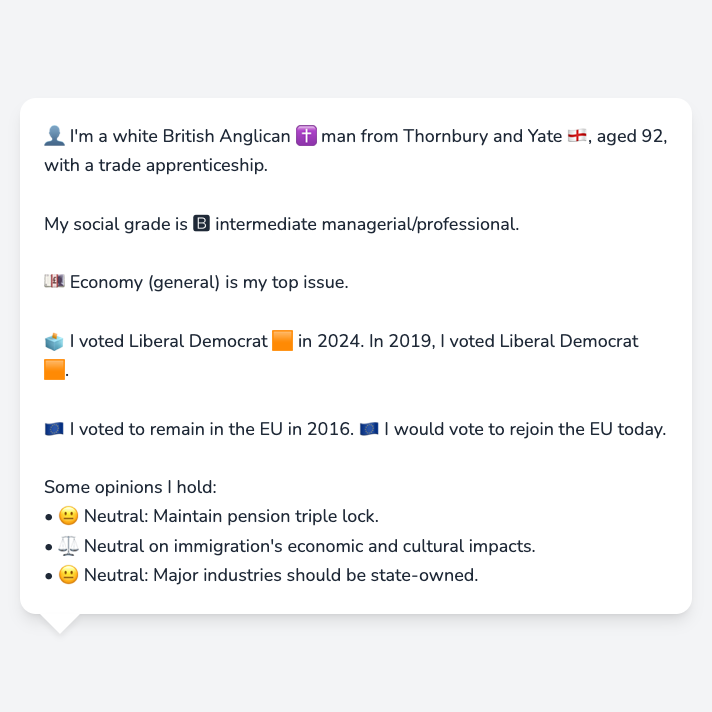 👤 I'm a white British Anglican ✝️ man from Thornbury and Yate 🏴󠁧󠁢󠁥󠁮󠁧󠁿, aged 92,
with a trade apprenticeship.
My social grade is 🅱 intermediate managerial/professional.
💷 Economy (general) is my top issue.
🗳️ I voted Liberal Democrat 🟧 in 2024. In 2019, I voted Liberal Democrat
🟧.
🇪🇺 I voted to remain in the EU in 2016. 🇪🇺 I would vote to rejoin the EU today.
Some opinions I hold:
• 😐 Neutral: Maintain pension triple lock.
• ⚖️ Neutral on immigration's economic and cultural impacts.
• 😐 Neutral: Major industries should be state-owned.